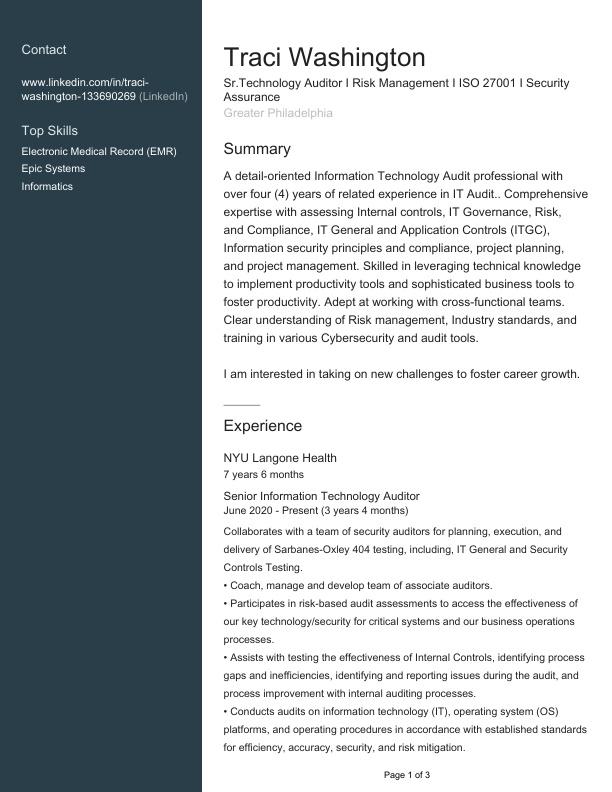 Contact
www.linkedin.com/in/traci-
washington-133690269 (LinkedIn)
Top Skills
Electronic Medical Record (EMR)
Epic Systems
Informatics
Traci Washington
Sr.Technology Auditor I Risk Management I ISO 27001 I Security
Assurance
Greater Philadelphia
Summary
A detail-oriented Information Technology Audit professional with
over four (4) years of related experience in IT Audit.. Comprehensive
expertise with assessing Internal controls, IT Governance, Risk,
and Compliance, IT General and Application Controls (ITGC),
Information security principles and compliance, project planning,
and project management. Skilled in leveraging technical knowledge
to implement productivity tools and sophisticated business tools to
foster productivity. Adept at working with cross-functional teams.
Clear understanding of Risk management, Industry standards, and
training in various Cybersecurity and audit tools.
I am interested in taking on new challenges to foster career growth.
Experience
NYU Langone Health
7 years 6 months
Senior Information Technology Auditor
June 2020 - Present (3 years 4 months)
Collaborates with a team of security auditors for planning, execution, and
delivery of Sarbanes-Oxley 404 testing, including, IT General and Security
Controls Testing.
• Coach, manage and develop team of associate auditors.
• Participates in risk-based audit assessments to access the effectiveness of
our key technology/security for critical systems and our business operations
processes.
• Assists with testing the effectiveness of Internal Controls, identifying process
gaps and inefficiencies, identifying and reporting issues during the audit, and
process improvement with internal auditing processes.
• Conducts audits on information technology (IT), operating system (OS)
platforms, and operating procedures in accordance with established standards
for efficiency, accuracy, security, and risk mitigation.
Page 1 of 3